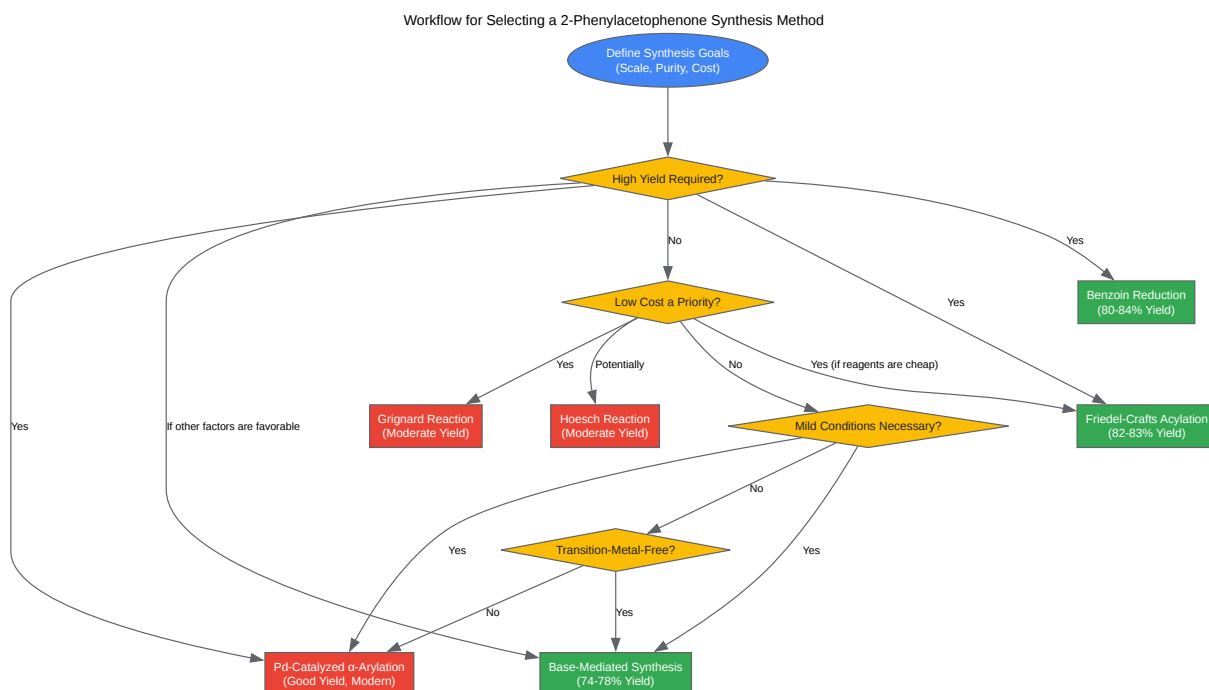 Workflow for Selecting a 2-Phenylacetophenone Synthesis Method
Define Synthesis Goals
(Scale, Purity, Cost)
High Yield Required?
No
Yes
Low Cost a Priority?
Benzoin Reduction
(80-84% Yield)
Yes
Yes
Potentially
No
Yes (if reagents are cheap)
Grignard Reaction
(Moderate Yield)
Hoesch Reaction
(Moderate Yield)
Mild Conditions Necessary?
Friedel-Crafts Acylation
(82-83% Yield)
Yes
If other factors are favorable
No
Transition-Metal-Free?
Yes
Yes
No
Yes
Pd-Catalyzed α-Arylation
(Good Yield, Modern)
Base-Mediated Synthesis
(74-78% Yield)